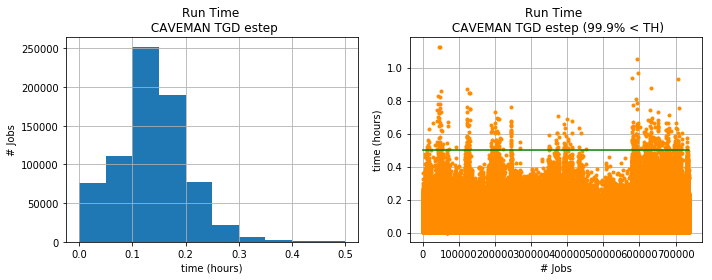 Run Time
CAVEMAN TGD estep
# Jobs
250000
200000
150000
100000
50000
0
0.0 0.1 0.2 0.3 0.4 0.5
time (hours)
Run Time
CAVEMAN TGD estep (99.9% < TH)
time (hours)
1.0
0.8
0.6
0.4
0.2
0.0
0 100000 200000 300000 400000 500000 600000 700000
# Jobs